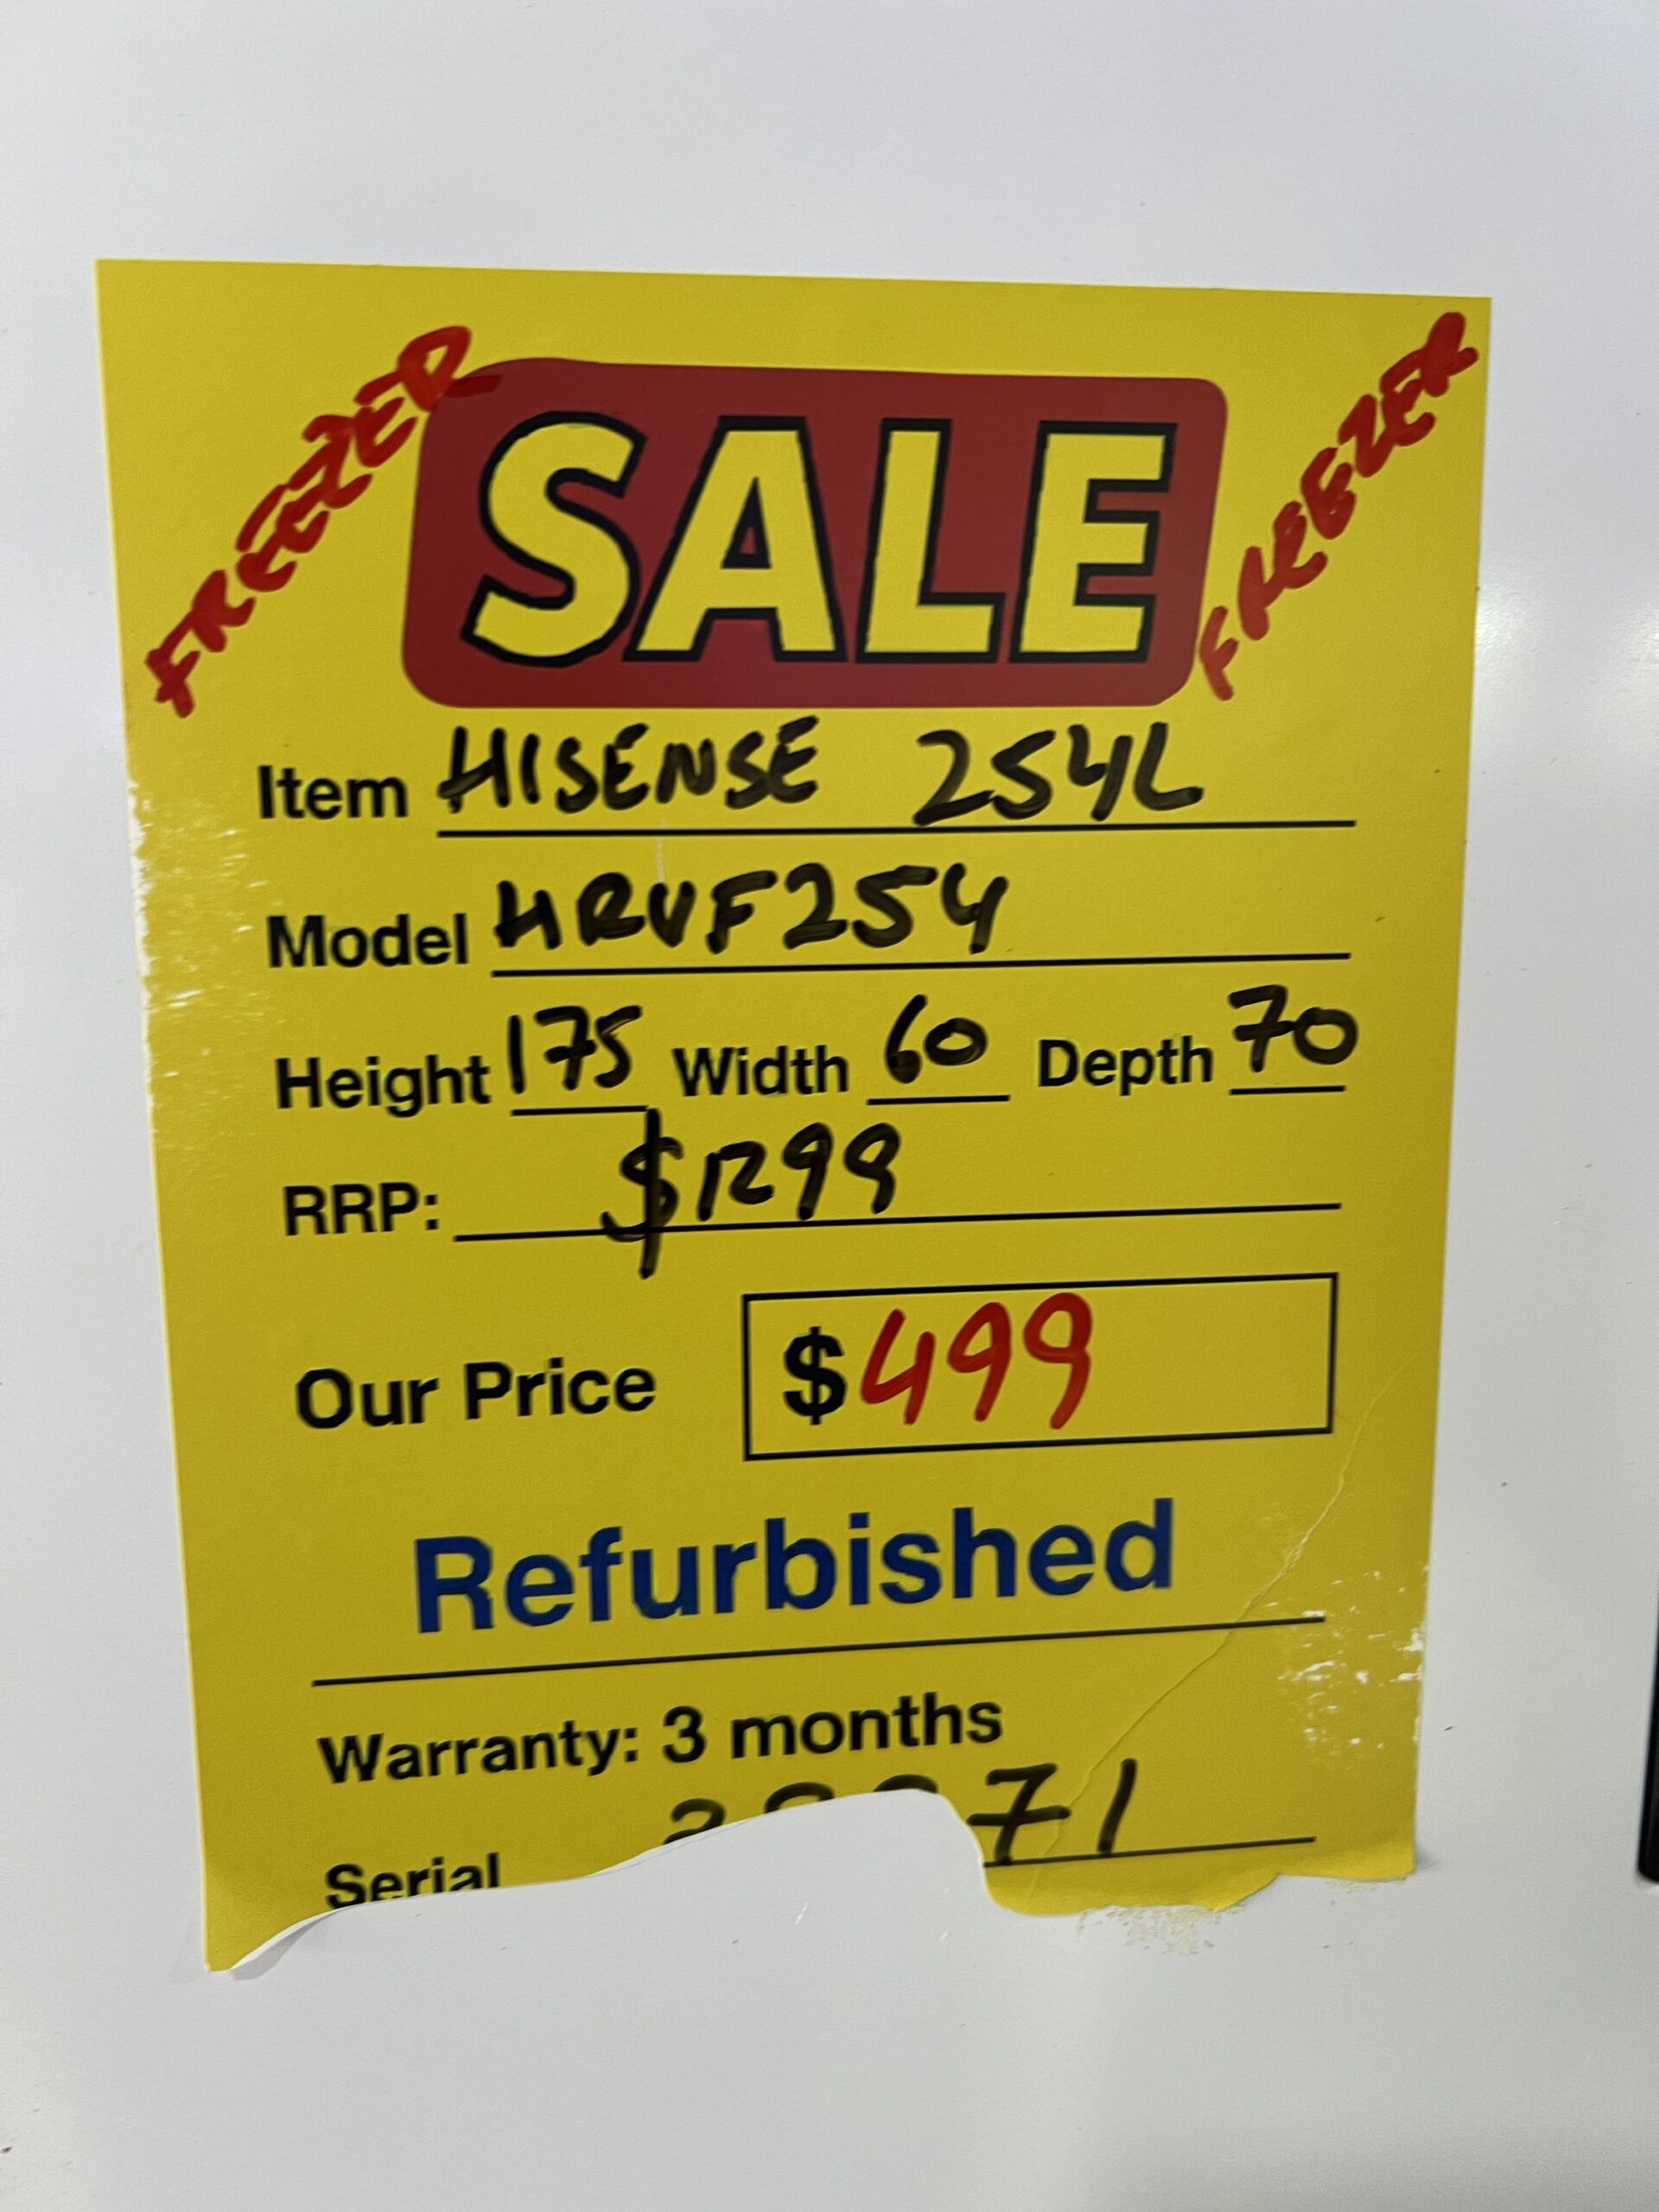 FREEZER
FREEZER
SALE
Item HISENSE 254L
Model HRVF254
Height 175 Width 60 Depth 70
RRP: $1299
Our Price $499
Refurbished
Warranty: 3 months
Serial 71